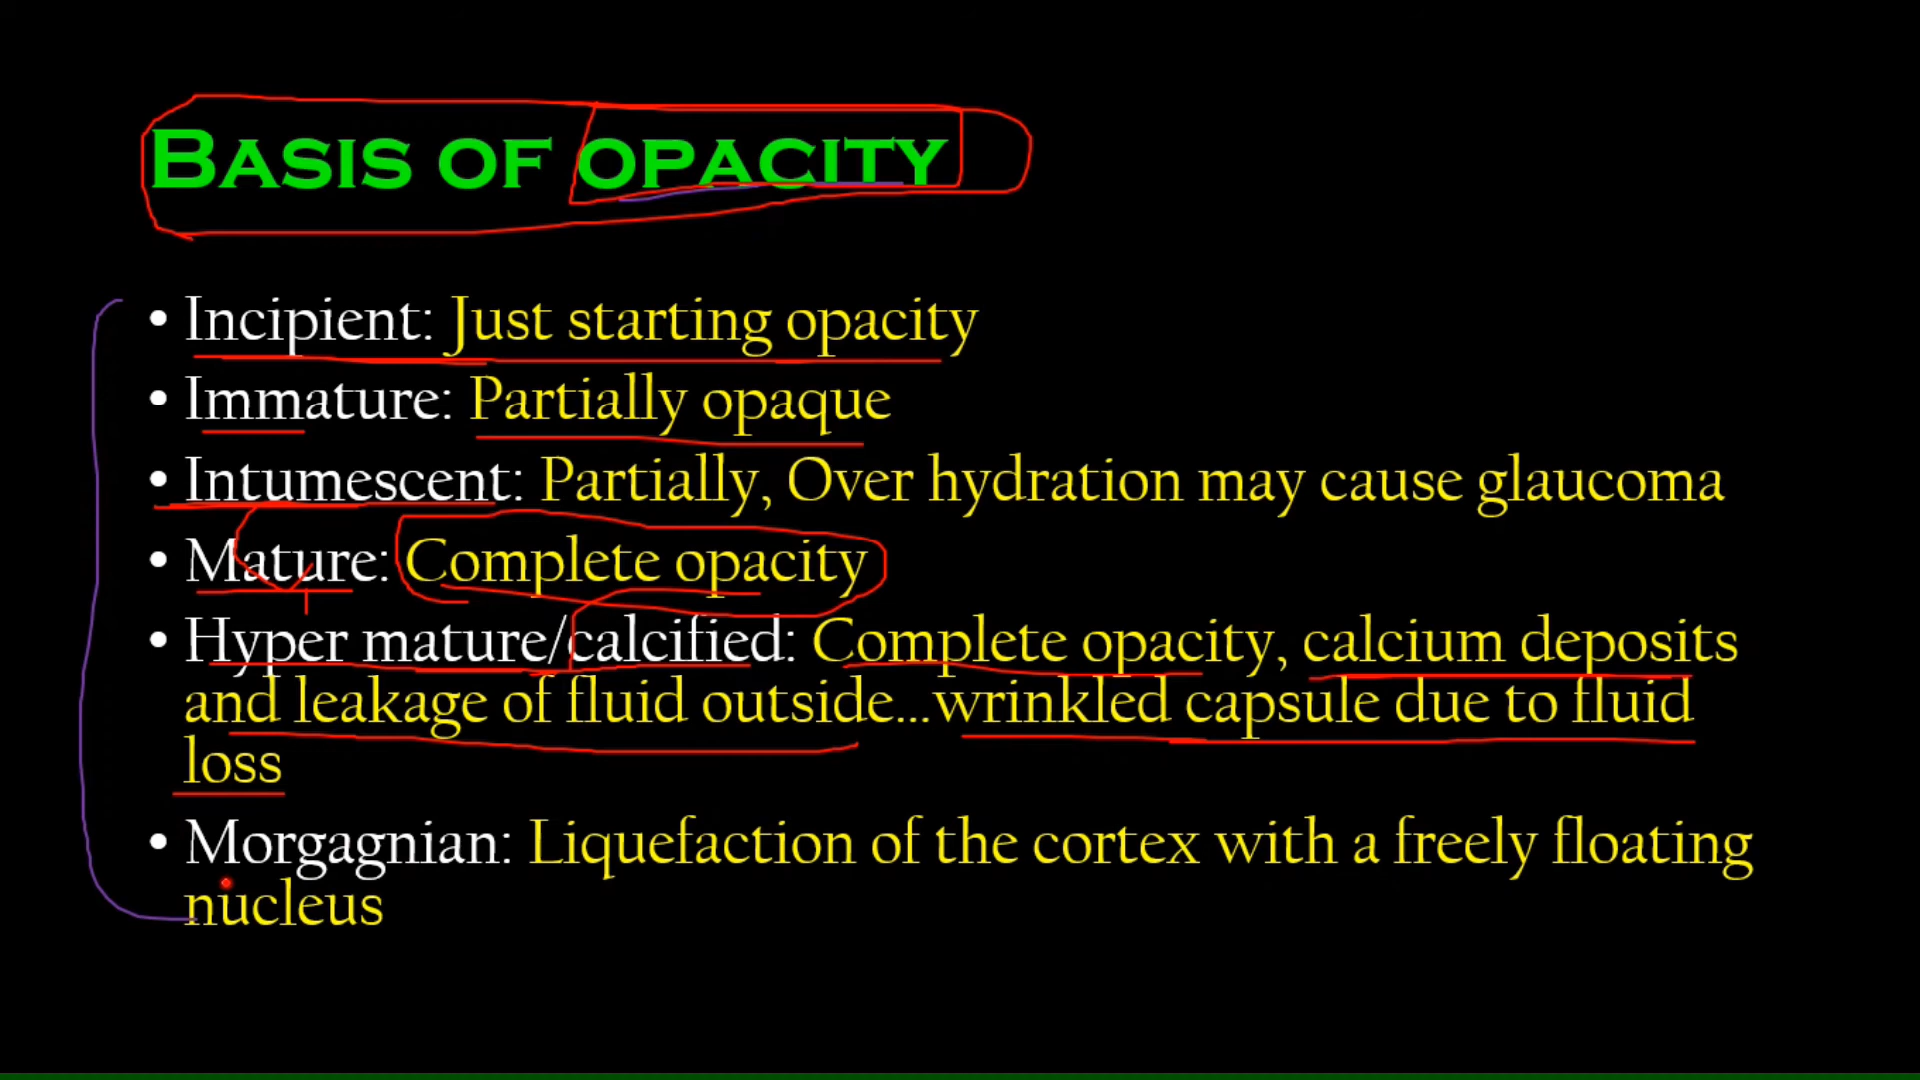 BASIS OF OPACITY
• Incipient: Just starting opacity
• Immature: Partially opaque
• Intumescent: Partially, Over hydration may cause glaucoma
• Mature: Complete opacity
• Hyper mature/calcified: Complete opacity, calcium deposits
and leakage of fluid outside...wrinkled capsule due to fluid
loss
• Morgagnian: Liquefaction of the cortex with a freely floating
nucleus